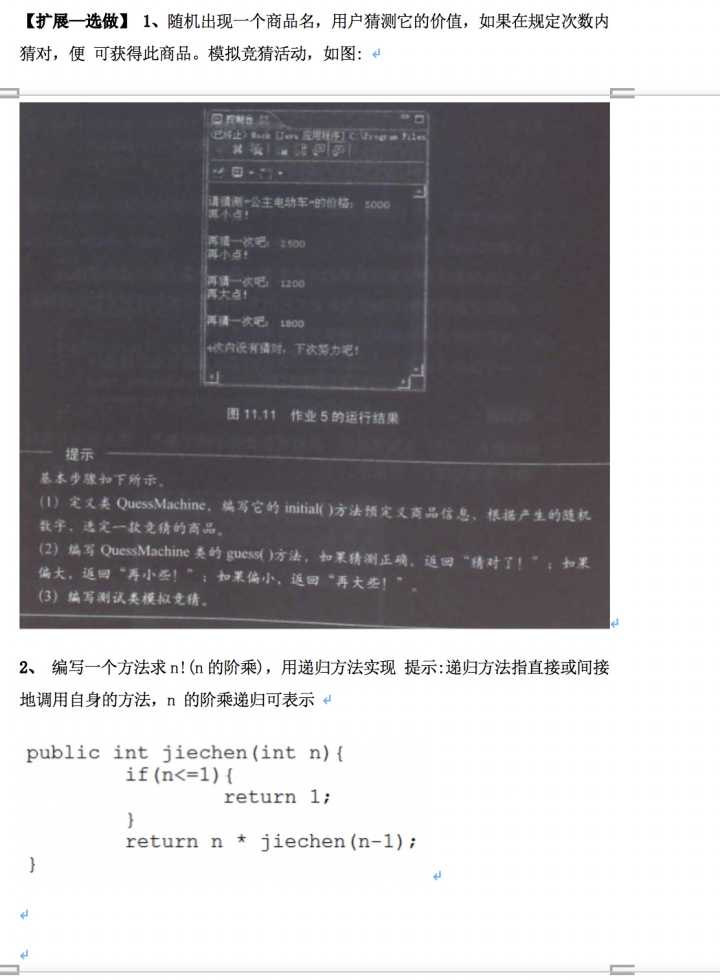 【扩展—选做】 1、随机出现一个商品名，用户猜测它的价值，如果在规定次数内
猜对，便 可获得此商品。模拟竞猜活动，如图：
控制台
<已终止> Mock [Java 应用程序] C:\Program Files
请猜测-公主电动车-的价格： 5000
再小点！
再猜一次吧： 2500
再小点！
再猜一次吧： 1200
再大点！
再猜一次吧： 1800
4次内没有猜对，下次努力吧！
图 11.11 作业 5 的运行结果
提示
基本步骤如下所示。
(1) 定义类 QuessMachine，编写它的 initial( )方法预定义商品信息、根据产生的随机
数字、选定一款竞猜的商品。
(2) 编写 QuessMachine 类的 guess( )方法，如果猜测正确，返回“猜对了！”；如果
偏大，返回“再小些！”；如果偏小，返回“再大些！”。
(3) 编写测试类模拟竞猜。
2、 编写一个方法求 n!(n 的阶乘)，用递归方法实现 提示:递归方法指直接或间接
地调用自身的方法，n 的阶乘递归可表示
public int jiechen(int n){
if(n<=1){
return 1;
}
return n * jiechen(n-1);
}